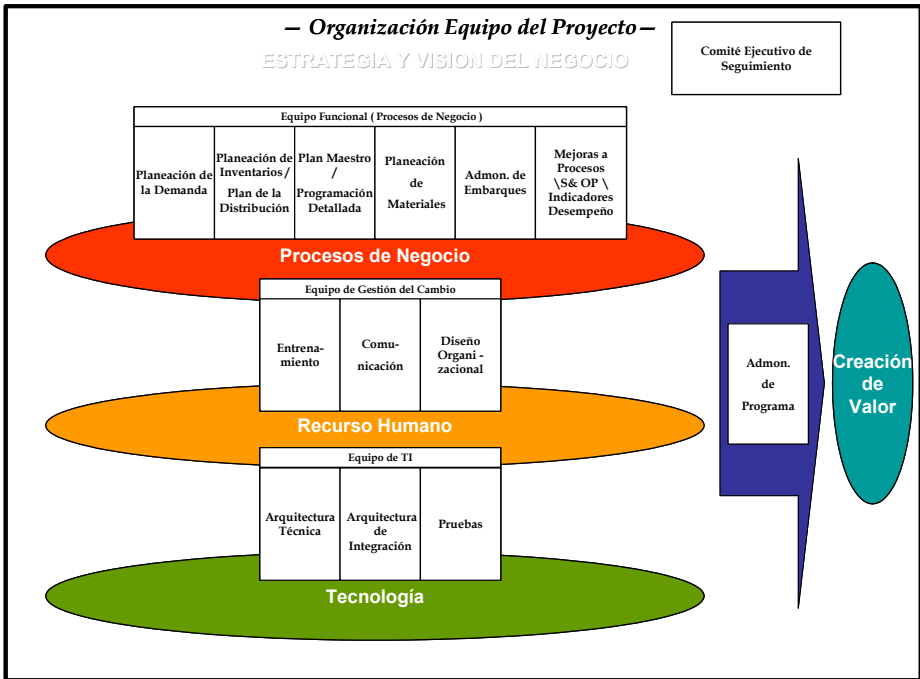 — Organización Equipo del Proyecto—
ESTRATEGIA Y VISION DEL NEGOCIO
Comité Ejecutivo de
Seguimiento
Equipo Funcional ( Procesos de Negocio )
Planeación de
la Demanda
Planeación de
Inventarios /
Plan de la
Distribución
Plan Maestro
/
Programación
Detallada
Planeación
de
Materiales
Admon. de
Embarques
Mejoras a
Procesos
\S& OP \
Indicadores
Desempeño
Procesos de Negocio
Equipo de Gestión del Cambio
Entrena-
miento
Comu-
nicación
Diseño
Organi -
zacional
Recurso Humano
Equipo de TI
Arquitectura
Técnica
Arquitectura
de
Integración
Pruebas
Tecnología
Admon.
de
Programa
Creación
de
Valor